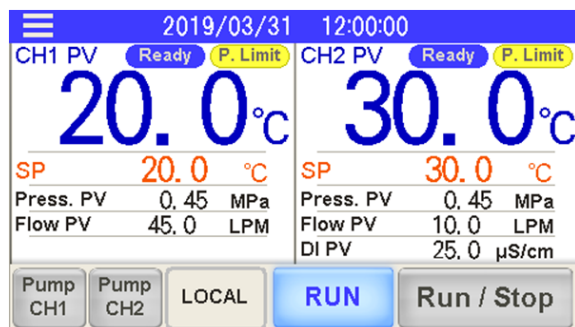 2019/03/31 12:00:00
CH1 PV Ready P. Limit
20.0℃
SP 20.0 ℃
Press. PV 0.45 MPa
Flow PV 45.0 LPM
CH2 PV Ready P. Limit
30.0℃
SP 30.0 ℃
Press. PV 0.45 MPa
Flow PV 10.0 LPM
DI PV 25.0 µS/cm
Pump
CH1
Pump
CH2
LOCAL
RUN
Run / Stop